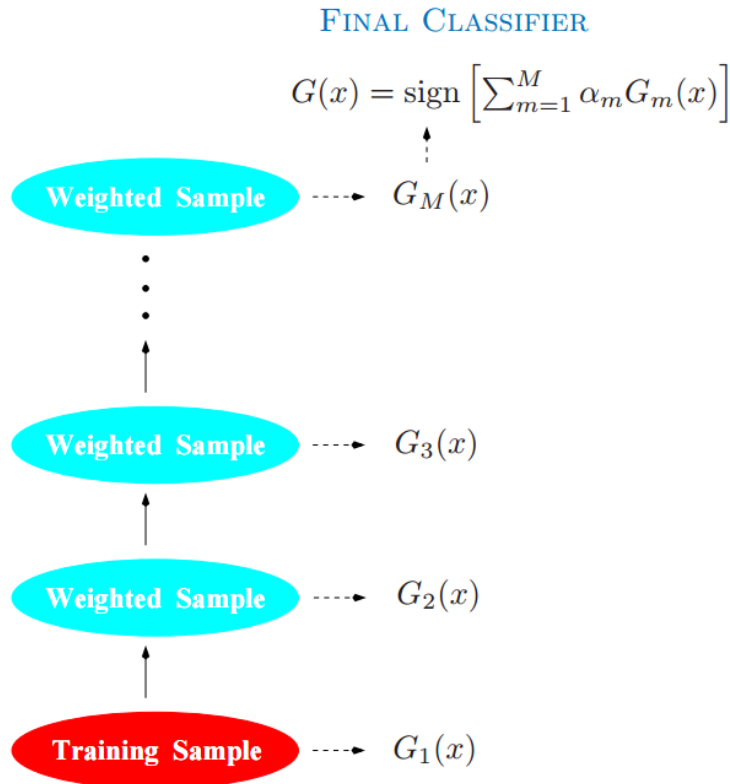 FINAL CLASSIFIER
G(x) = sign [∑_{m=1}^{M} α_m G_m(x)]
Weighted Sample G_M(x)
Weighted Sample G_3(x)
Weighted Sample G_2(x)
Training Sample G_1(x)